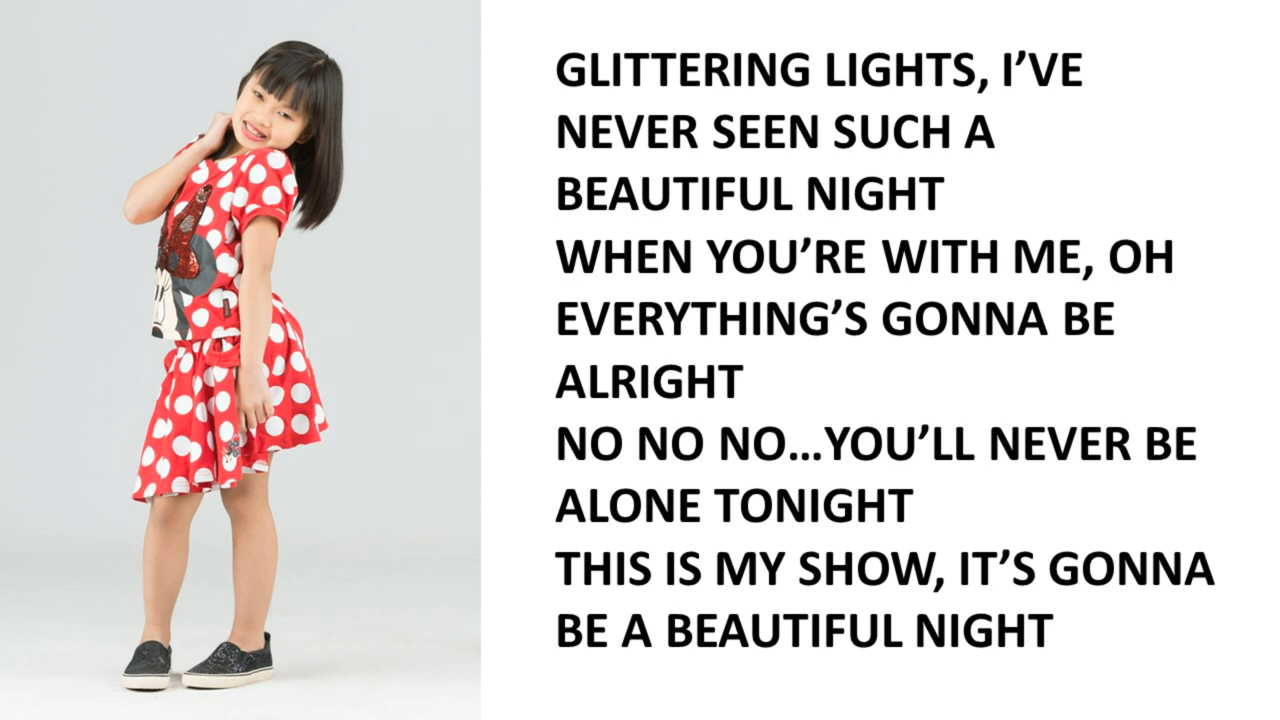 GLITTERING LIGHTS, I’VE
NEVER SEEN SUCH A
BEAUTIFUL NIGHT
WHEN YOU’RE WITH ME, OH
EVERYTHING’S GONNA BE
ALRIGHT
NO NO NO…YOU’LL NEVER BE
ALONE TONIGHT
THIS IS MY SHOW, IT’S GONNA
BE A BEAUTIFUL NIGHT